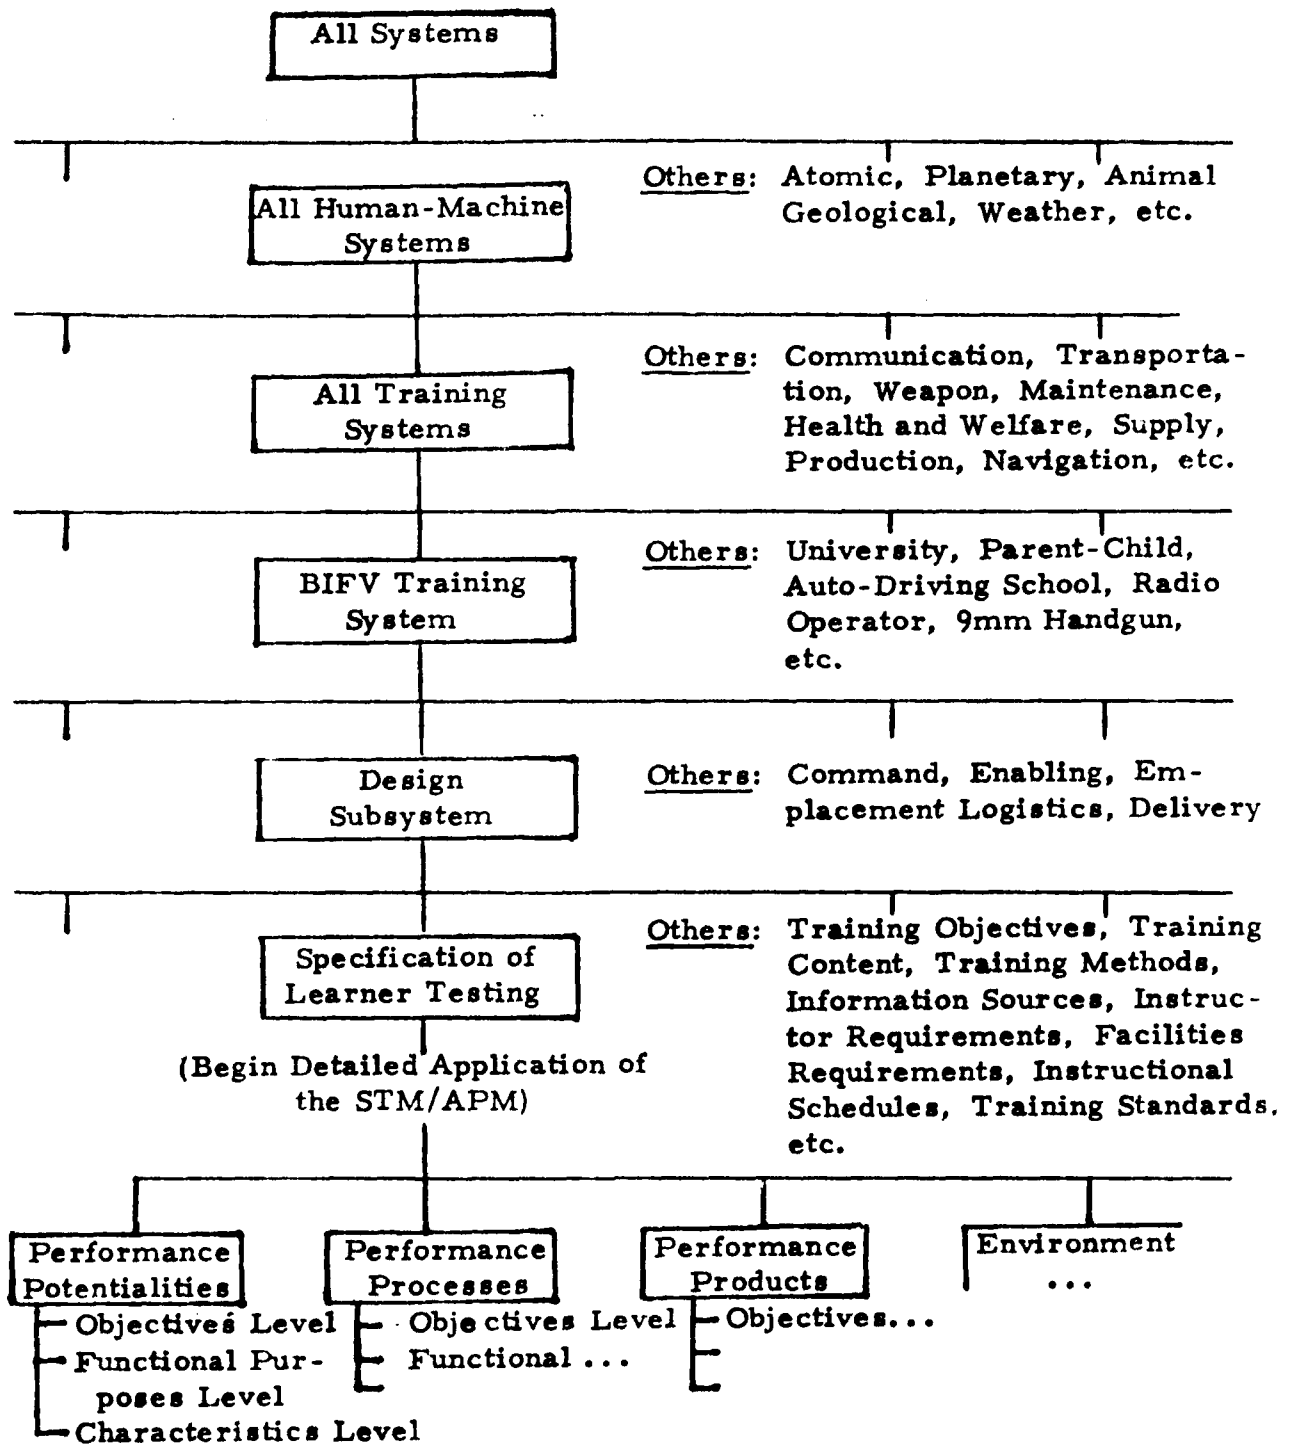 All Systems
All Human-Machine
Systems
Others: Atomic, Planetary, Animal
Geological, Weather, etc.
All Training
Systems
Others: Communication, Transporta-
tion, Weapon, Maintenance,
Health and Welfare, Supply,
Production, Navigation, etc.
BIFV Training
System
Others: University, Parent-Child,
Auto-Driving School, Radio
Operator, 9mm Handgun,
etc.
Design
Subsystem
Others: Command, Enabling, Em-
placement Logistics, Delivery
Specification of
Learner Testing
(Begin Detailed Application of
the STM/APM)
Others: Training Objectives, Training
Content, Training Methods,
Information Sources, Instruc-
tor Requirements, Facilities
Requirements, Instructional
Schedules, Training Standards.
etc.
Performance
Potentialities
Objectives Level
Functional Pur-
poses Level
Characteristics Level
Performance
Processes
Objectives Level
Functional ...
Performance
Products
Objectives...
Environment
...